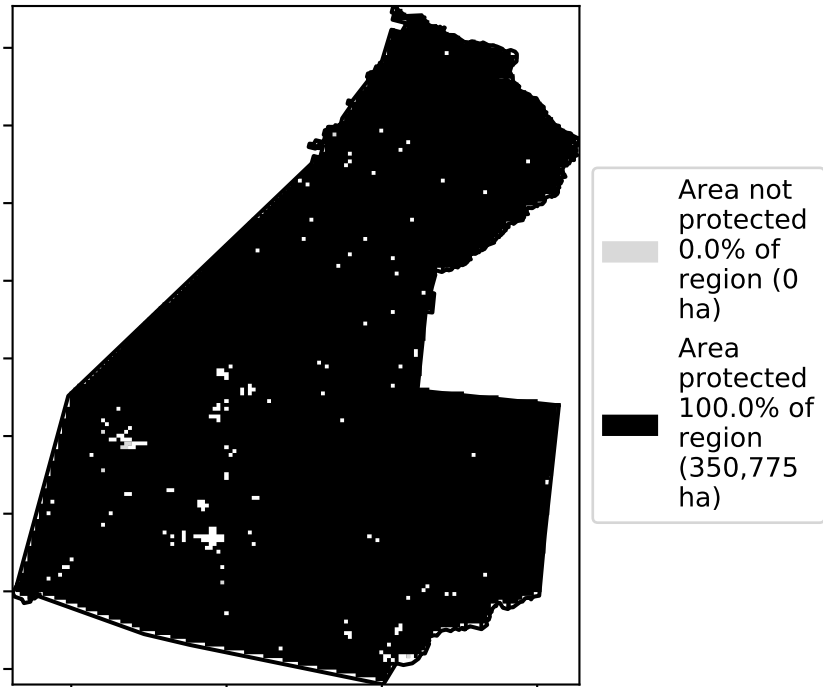 Area not
protected
0.0% of
region (0
ha)
Area
protected
100.0% of
region
(350,775
ha)